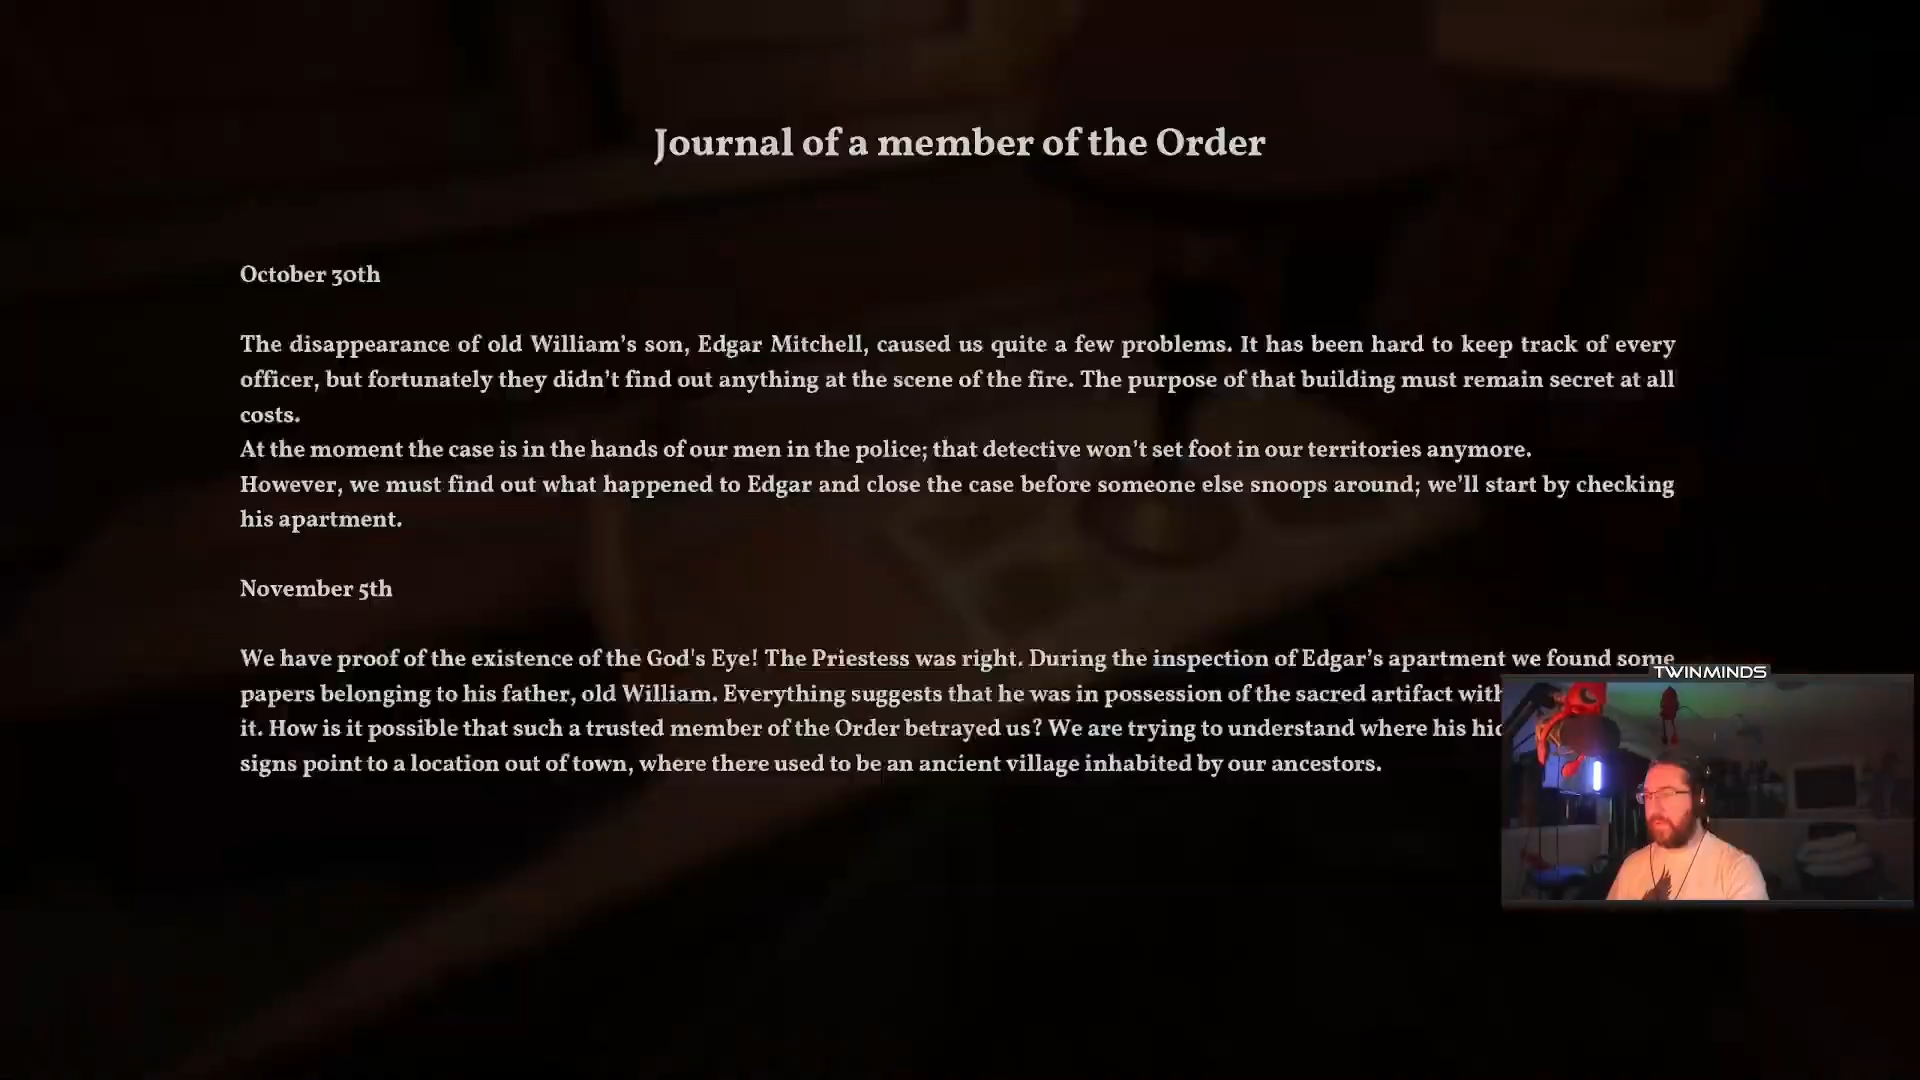 Journal of a member of the Order
October 30th
The disappearance of old William's son, Edgar Mitchell, caused us quite a few problems. It has been hard to keep track of every
officer, but fortunately they didn't find out anything at the scene of the fire. The purpose of that building must remain secret at all
costs.
At the moment the case is in the hands of our men in the police; that detective won't set foot in our territories anymore.
However, we must find out what happened to Edgar and close the case before someone else snoops around; we'll start by checking
his apartment.
November 5th
We have proof of the existence of the God's Eye! The Priestess was right. During the inspection of Edgar's apartment we found some
TWINMINDS
papers belonging to his father, old William. Everything suggests that he was in possession of the sacred artifact
it. How is it possible that such a trusted member of the Order betrayed us? We are trying to understand where his
signs point to a location out of town, where there used to be an ancient village inhabited by our ancestors.